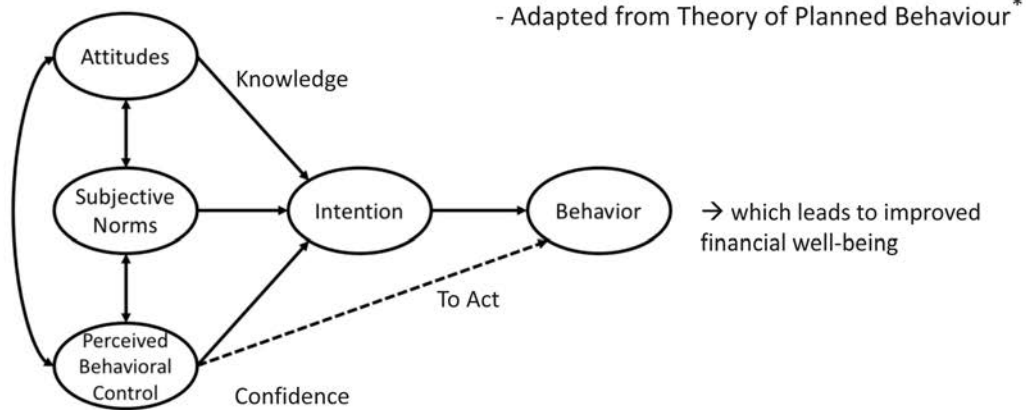 - Adapted from Theory of Planned Behaviour*
Attitudes
Knowledge
Subjective
Norms
Intention
Behavior
→ which leads to improved
financial well-being
To Act
Perceived
Behavioral
Control
Confidence